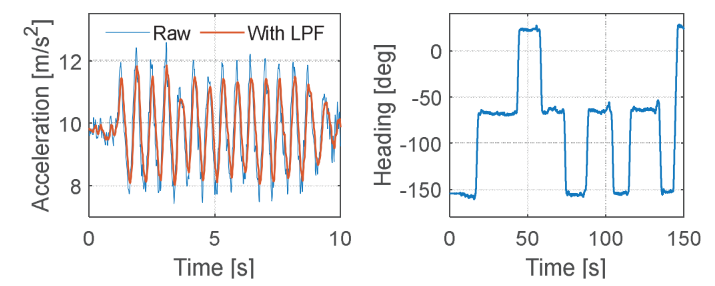 Raw With LPF
Acceleration [m/s²]
12
10
8
0 5 10
Time [s]
Heading [deg]
0
-50
-100
-150
0 50 100 150
Time [s]